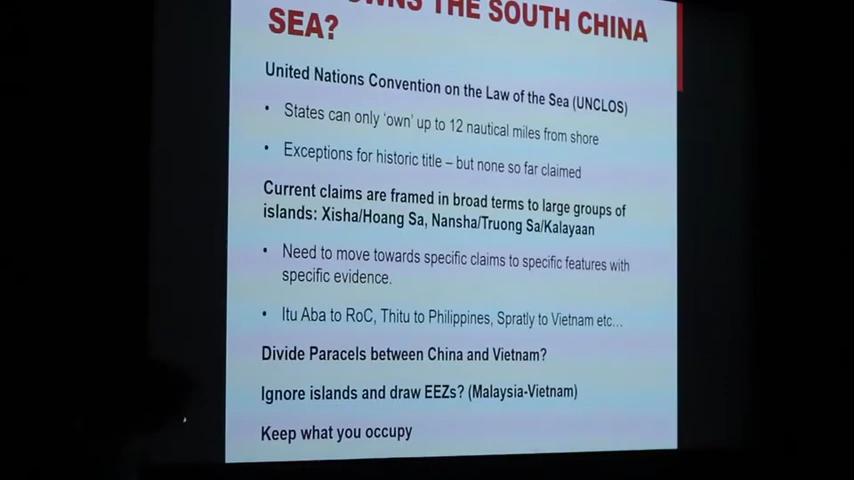 THE SOUTH CHINA
SEA?
United Nations Convention on the Law of the Sea (UNCLOS)
• States can only ‘own’ up to 12 nautical miles from shore
• Exceptions for historic title – but none so far claimed
Current claims are framed in broad terms to large groups of
islands: Xisha/Hoang Sa, Nansha/Truong Sa/Kalayaan
• Need to move towards specific claims to specific features with
specific evidence.
• Itu Aba to RoC, Thitu to Philippines, Spratly to Vietnam etc…
Divide Paracels between China and Vietnam?
Ignore islands and draw EEZs? (Malaysia-Vietnam)
Keep what you occupy